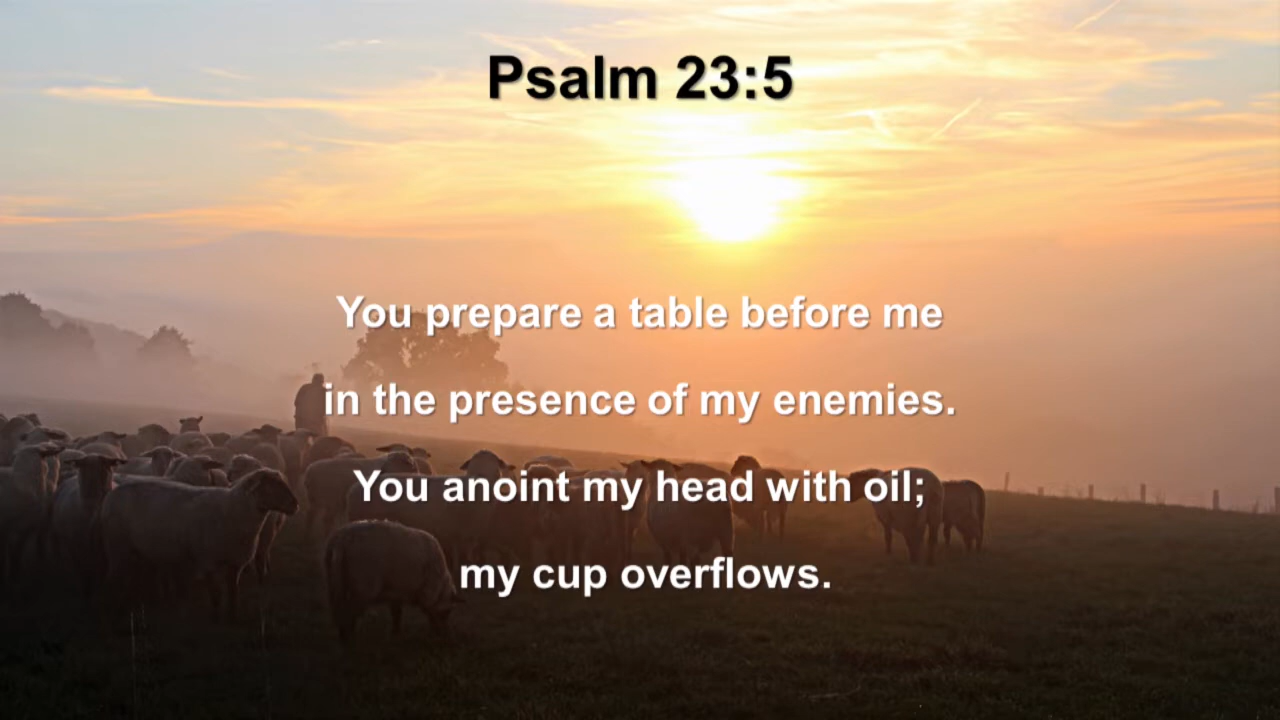 Psalm 23:5
You prepare a table before me
in the presence of my enemies.
You anoint my head with oil;
my cup overflows.